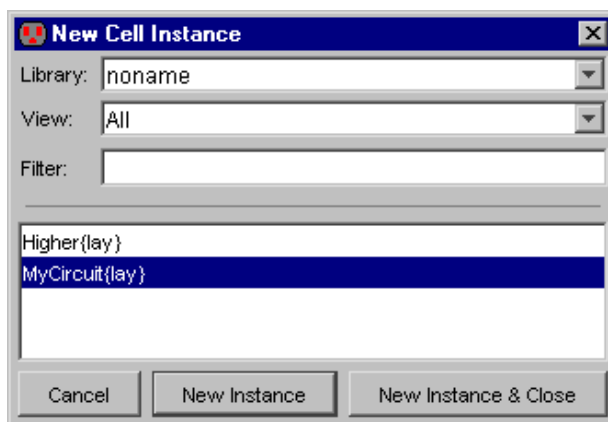 New Cell Instance
Library: noname
View: All
Filter:
Higher{lay}
MyCircuit{lay}
Cancel New Instance New Instance & Close